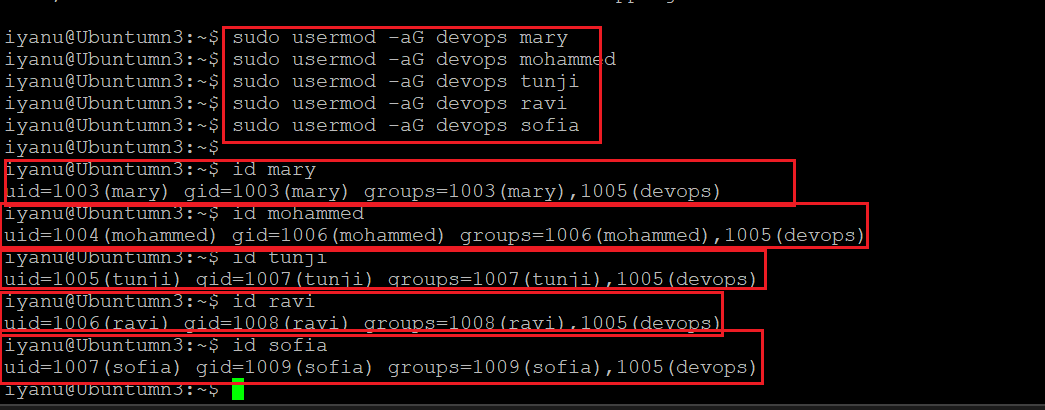 iyanu@Ubuntumn3:~$ sudo usermod -aG devops mary
iyanu@Ubuntumn3:~$ sudo usermod -aG devops mohammed
iyanu@Ubuntumn3:~$ sudo usermod -aG devops tunji
iyanu@Ubuntumn3:~$ sudo usermod -aG devops ravi
iyanu@Ubuntumn3:~$ sudo usermod -aG devops sofia
iyanu@Ubuntumn3:~$
iyanu@Ubuntumn3:~$ id mary
uid=1003(mary) gid=1003(mary) groups=1003(mary),1005(devops)
iyanu@Ubuntumn3:~$ id mohammed
uid=1004(mohammed) gid=1006(mohammed) groups=1006(mohammed),1005(devops)
iyanu@Ubuntumn3:~$ id tunji
uid=1005(tunji) gid=1007(tunji) groups=1007(tunji),1005(devops)
iyanu@Ubuntumn3:~$ id ravi
uid=1006(ravi) gid=1008(ravi) groups=1008(ravi),1005(devops)
iyanu@Ubuntumn3:~$ id sofia
uid=1007(sofia) gid=1009(sofia) groups=1009(sofia),1005(devops)
iyanu@Ubuntumn3:~$